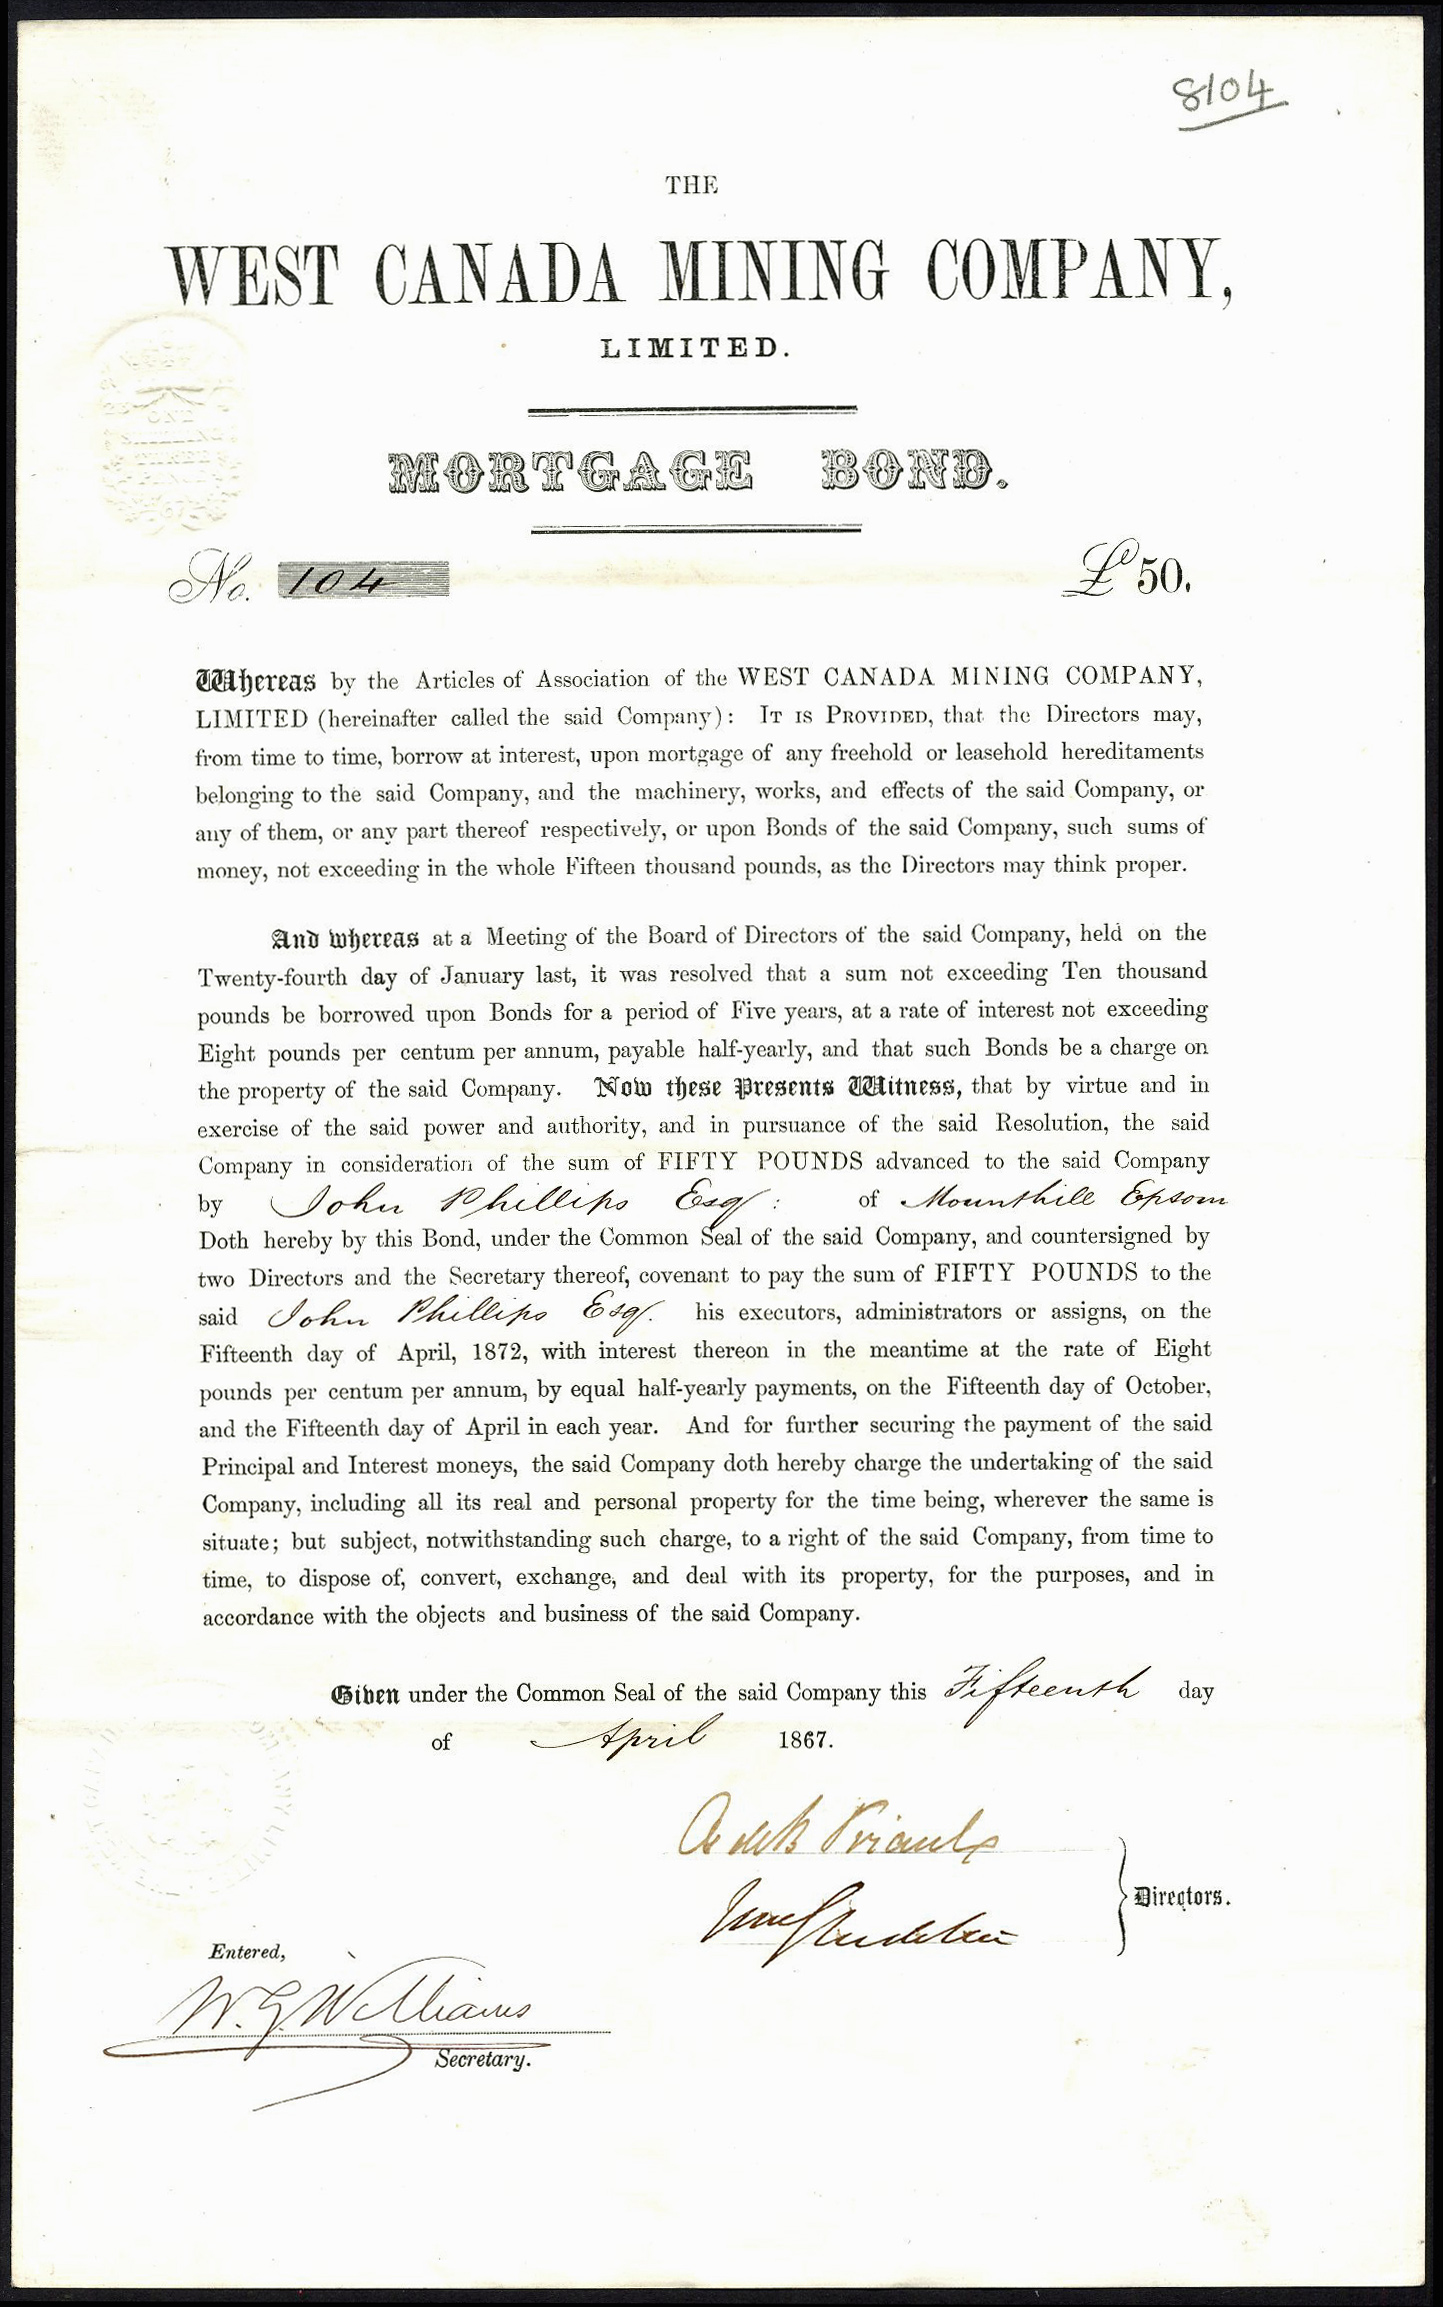 8104
THE
WEST CANADA MINING COMPANY,
LIMITED.
ONE
SHILLING
THREE
PENCE
MORTGAGE BOND.
No. 104
£50.
Whereas by the Articles of Association of the WEST CANADA MINING COMPANY,
LIMITED (hereinafter called the said Company): IT IS PROVIDED, that the Directors may,
from time to time, borrow at interest, upon mortgage of any freehold or leasehold hereditaments
belonging to the said Company, and the machinery, works, and effects of the said Company, or
any of them, or any part thereof respectively, or upon Bonds of the said Company, such sums of
money, not exceeding in the whole Fifteen thousand pounds, as the Directors may think proper.
And whereas at a Meeting of the Board of Directors of the said Company, held on the
Twenty-fourth day of January last, it was resolved that a sum not exceeding Ten thousand
pounds be borrowed upon Bonds for a period of Five years, at a rate of interest not exceeding
Eight pounds per centum per annum, payable half-yearly, and that such Bonds be a charge on
the property of the said Company. Now these Presents Witness, that by virtue and in
exercise of the said power and authority, and in pursuance of the said Resolution, the said
Company in consideration of the sum of FIFTY POUNDS advanced to the said Company
by John Phillips Esq: of Mounthill Epsom
Doth hereby by this Bond, under the Common Seal of the said Company, and countersigned by
two Directors and the Secretary thereof, covenant to pay the sum of FIFTY POUNDS to the
said John Phillips Esq. his executors, administrators or assigns, on the
Fifteenth day of April, 1872, with interest thereon in the meantime at the rate of Eight
pounds per centum per annum, by equal half-yearly payments, on the Fifteenth day of October,
and the Fifteenth day of April in each year. And for further securing the payment of the said
Principal and Interest moneys, the said Company doth hereby charge the undertaking of the said
Company, including all its real and personal property for the time being, wherever the same is
situate; but subject, notwithstanding such charge, to a right of the said Company, from time to
time, to dispose of, convert, exchange, and deal with its property, for the purposes, and in
accordance with the objects and business of the said Company.
Given under the Common Seal of the said Company this Fifteenth day
of April 1867.
Directors.
Entered,
W. G. Williams
Secretary.